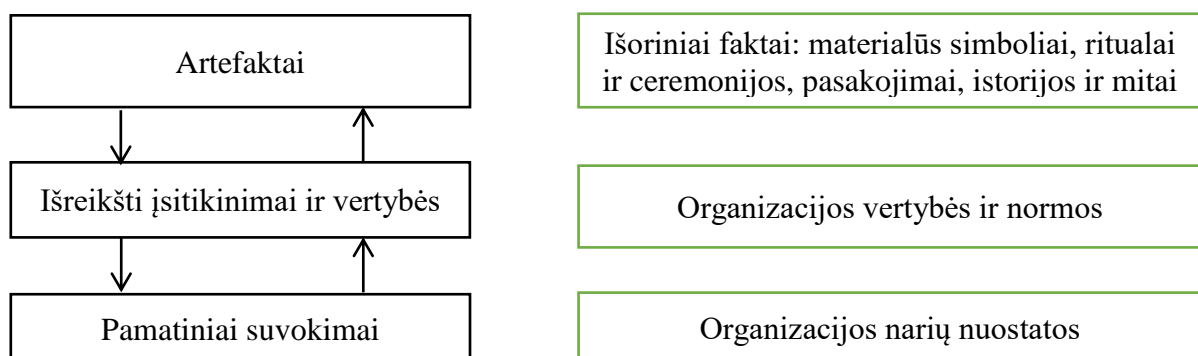 Artefaktai
Išoriniai faktai: materialūs simboliai, ritualai
ir ceremonijos, pasakojimai, istorijos ir mitai
Išreikšti įsitikinimai ir vertybės
Organizacijos vertybės ir normos
Pamatiniai suvokimai
Organizacijos narių nuostatos